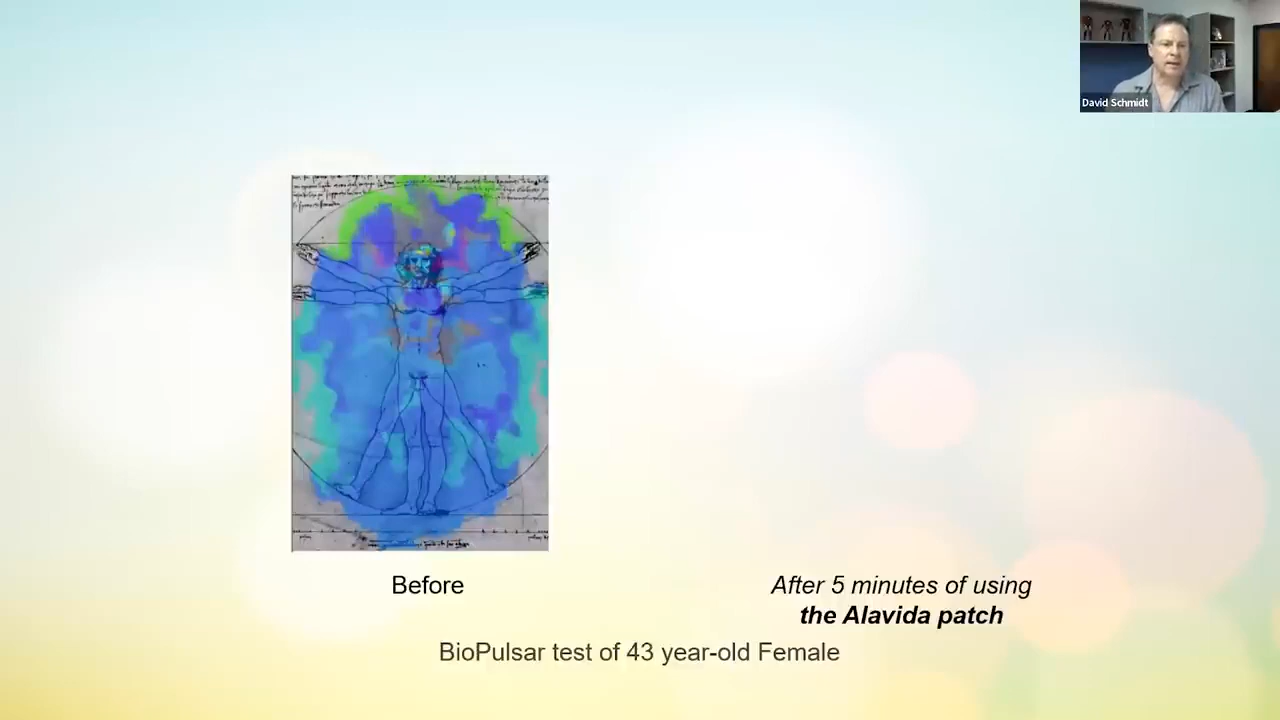 David Schmidt
Before
After 5 minutes of using
the Alavida patch
BioPulsar test of 43 year-old Female